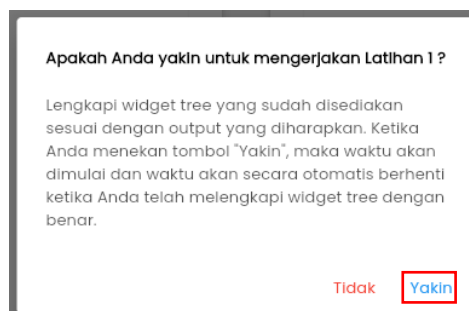 Apakah Anda yakin untuk mengerjakan Latihan 1 ?
Lengkapi widget tree yang sudah disediakan
sesuai dengan output yang diharapkan. Ketika
Anda menekan tombol "Yakin", maka waktu akan
dimulai dan waktu akan secara otomatis berhenti
ketika Anda telah melengkapi widget tree dengan
benar.
Tidak Yakin